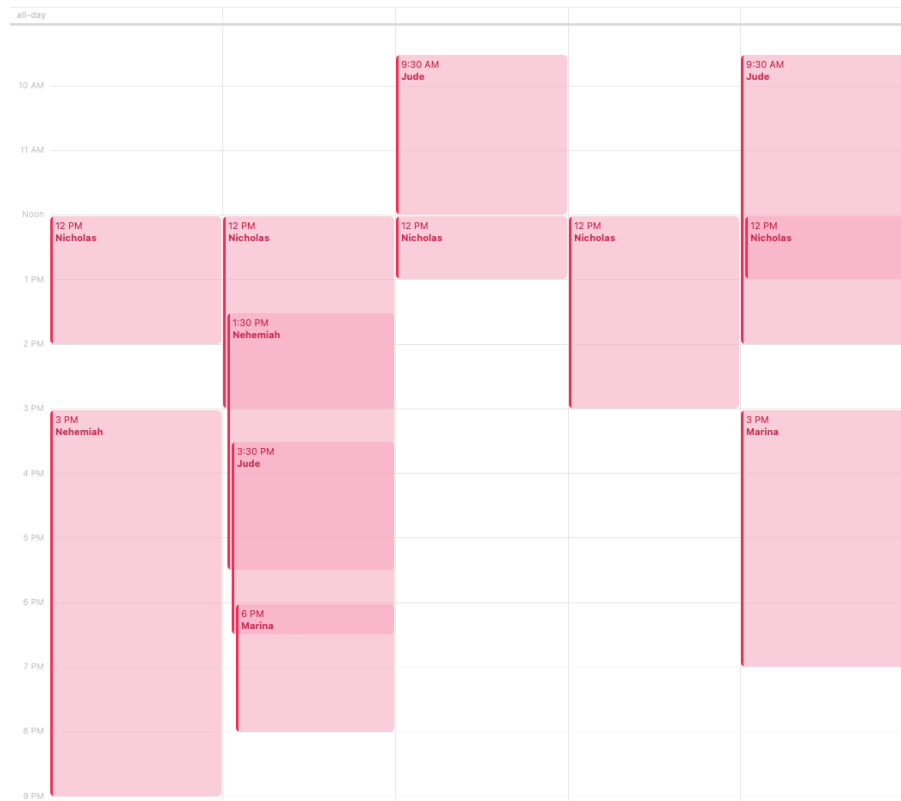 all-day
9:30 AM
Jude
9:30 AM
Jude
10 AM
11 AM
Noon
12 PM
Nicholas
12 PM
Nicholas
12 PM
Nicholas
12 PM
Nicholas
12 PM
Nicholas
1 PM
1:30 PM
Nehemiah
2 PM
3 PM
3 PM
Nehemiah
3 PM
Marina
3:30 PM
Jude
4 PM
5 PM
6 PM
6 PM
Marina
7 PM
8 PM
9 PM